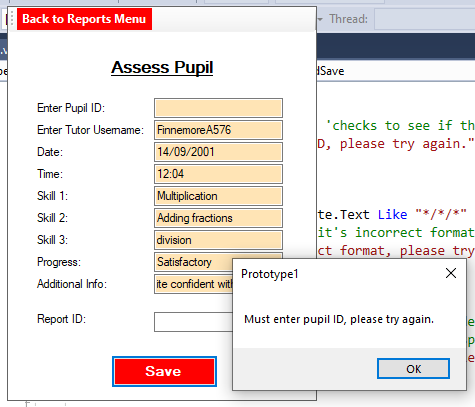 Back to Reports Menu
Thread:
Assess Pupil
dSave
Enter Pupil ID:
'checks to see if th
Enter Tutor Username: FinnemoreA576
D, please try again."
Date: 14/09/2001
Time: 12:04
Skill 1: Multiplication
Skill 2: Adding fractions
te.Text Like "*/*/*"
it's incorrect format
Skill 3: division
ct format, please try
Progress: Satisfactory
Additional Info: ite confident with
Prototype1
Must enter pupil ID, please try again.
Report ID:
OK
Save